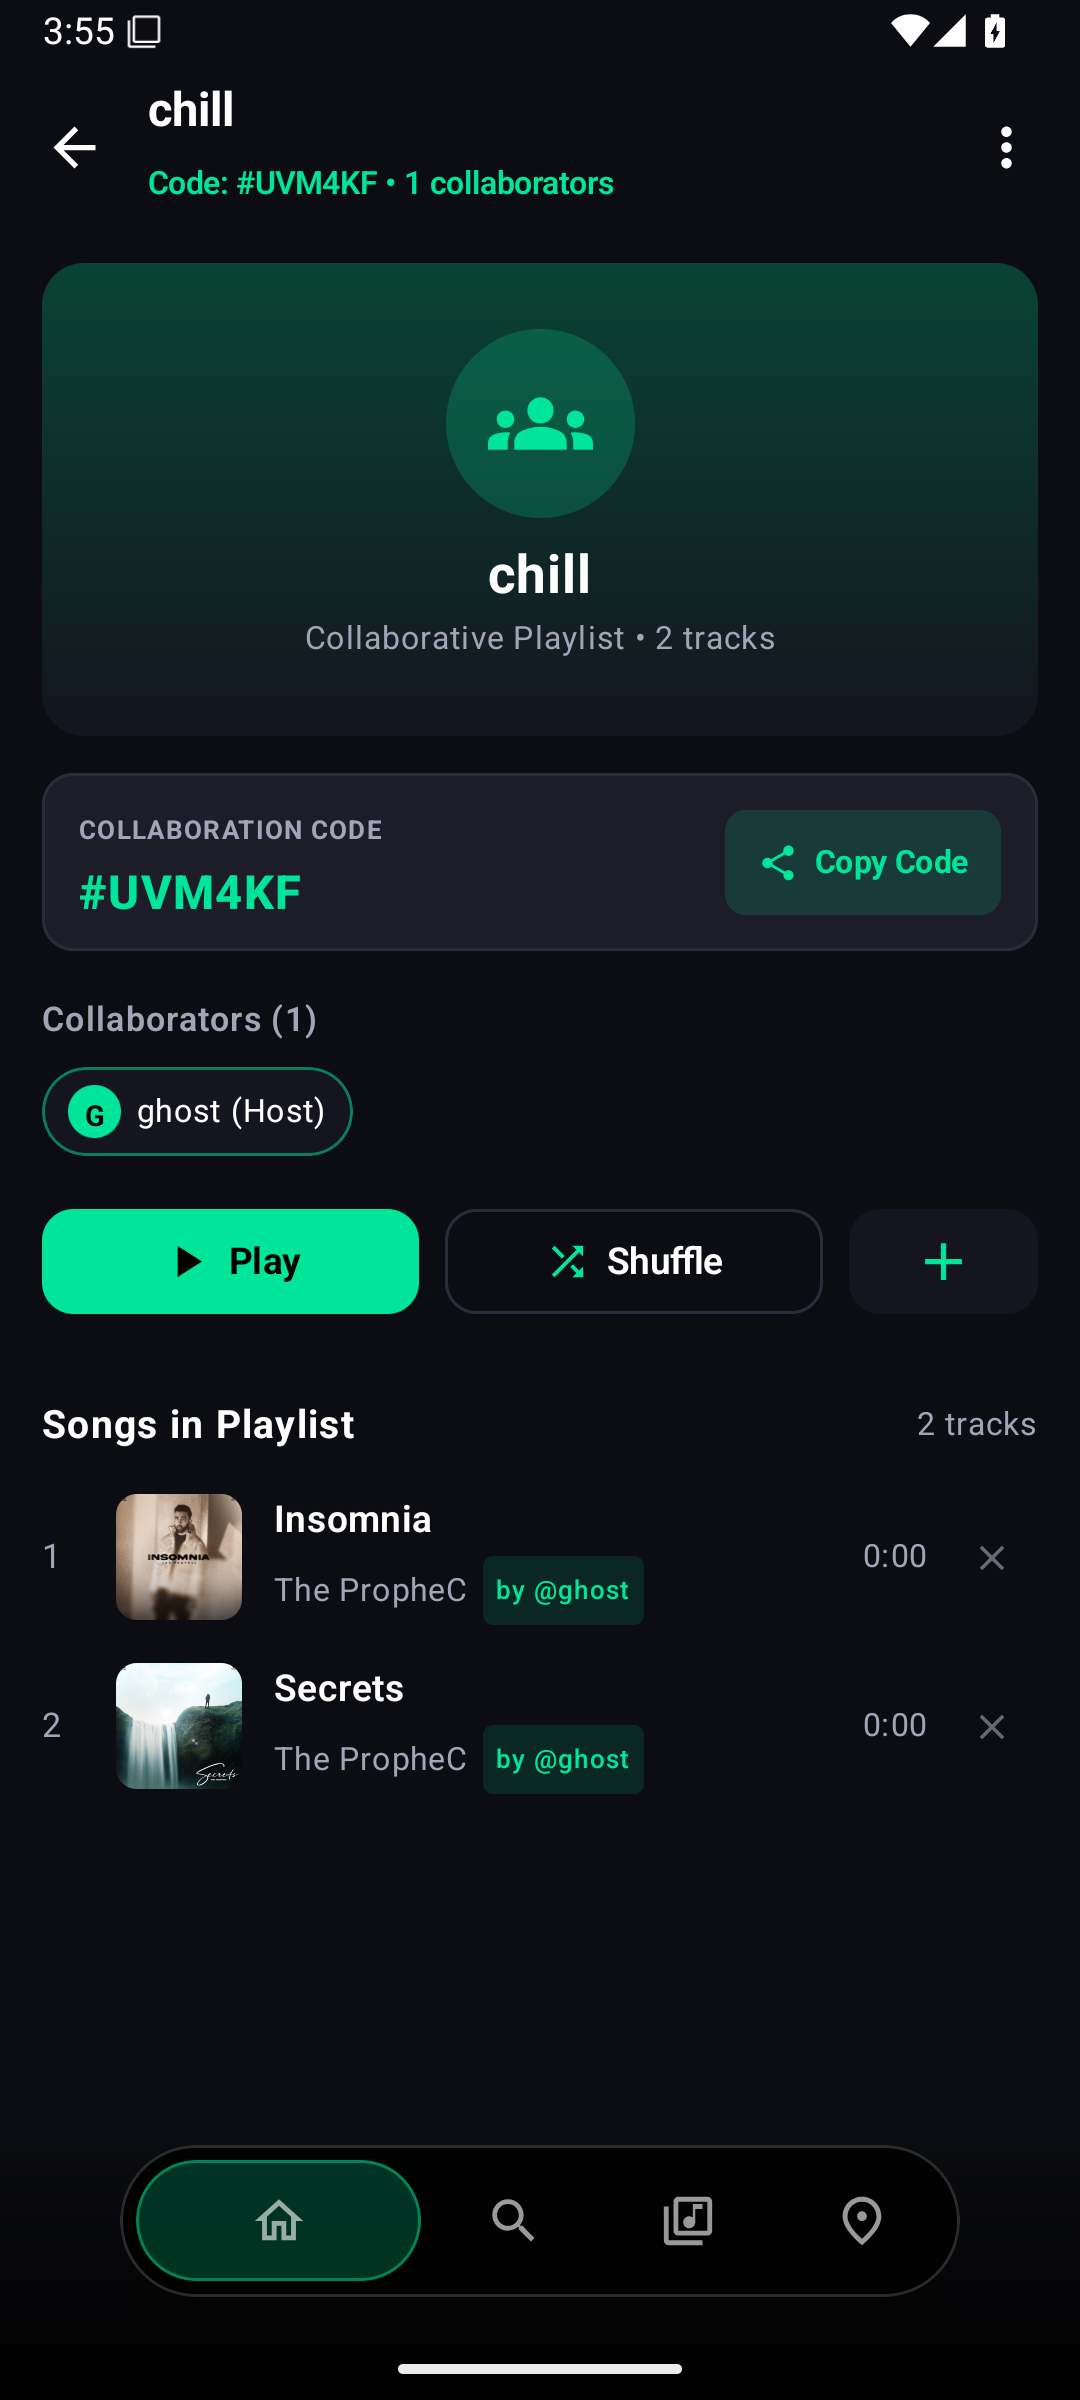 3:55
chill
Code: #UVM4KF • 1 collaborators
chill
Collaborative Playlist • 2 tracks
COLLABORATION CODE
#UVM4KF
Copy Code
Collaborators (1)
G ghost (Host)
Play
Shuffle
Songs in Playlist
2 tracks
1
INSOMNIA
Insomnia
The PropheC by @ghost
0:00
2
Secrets
Secrets
The PropheC by @ghost
0:00